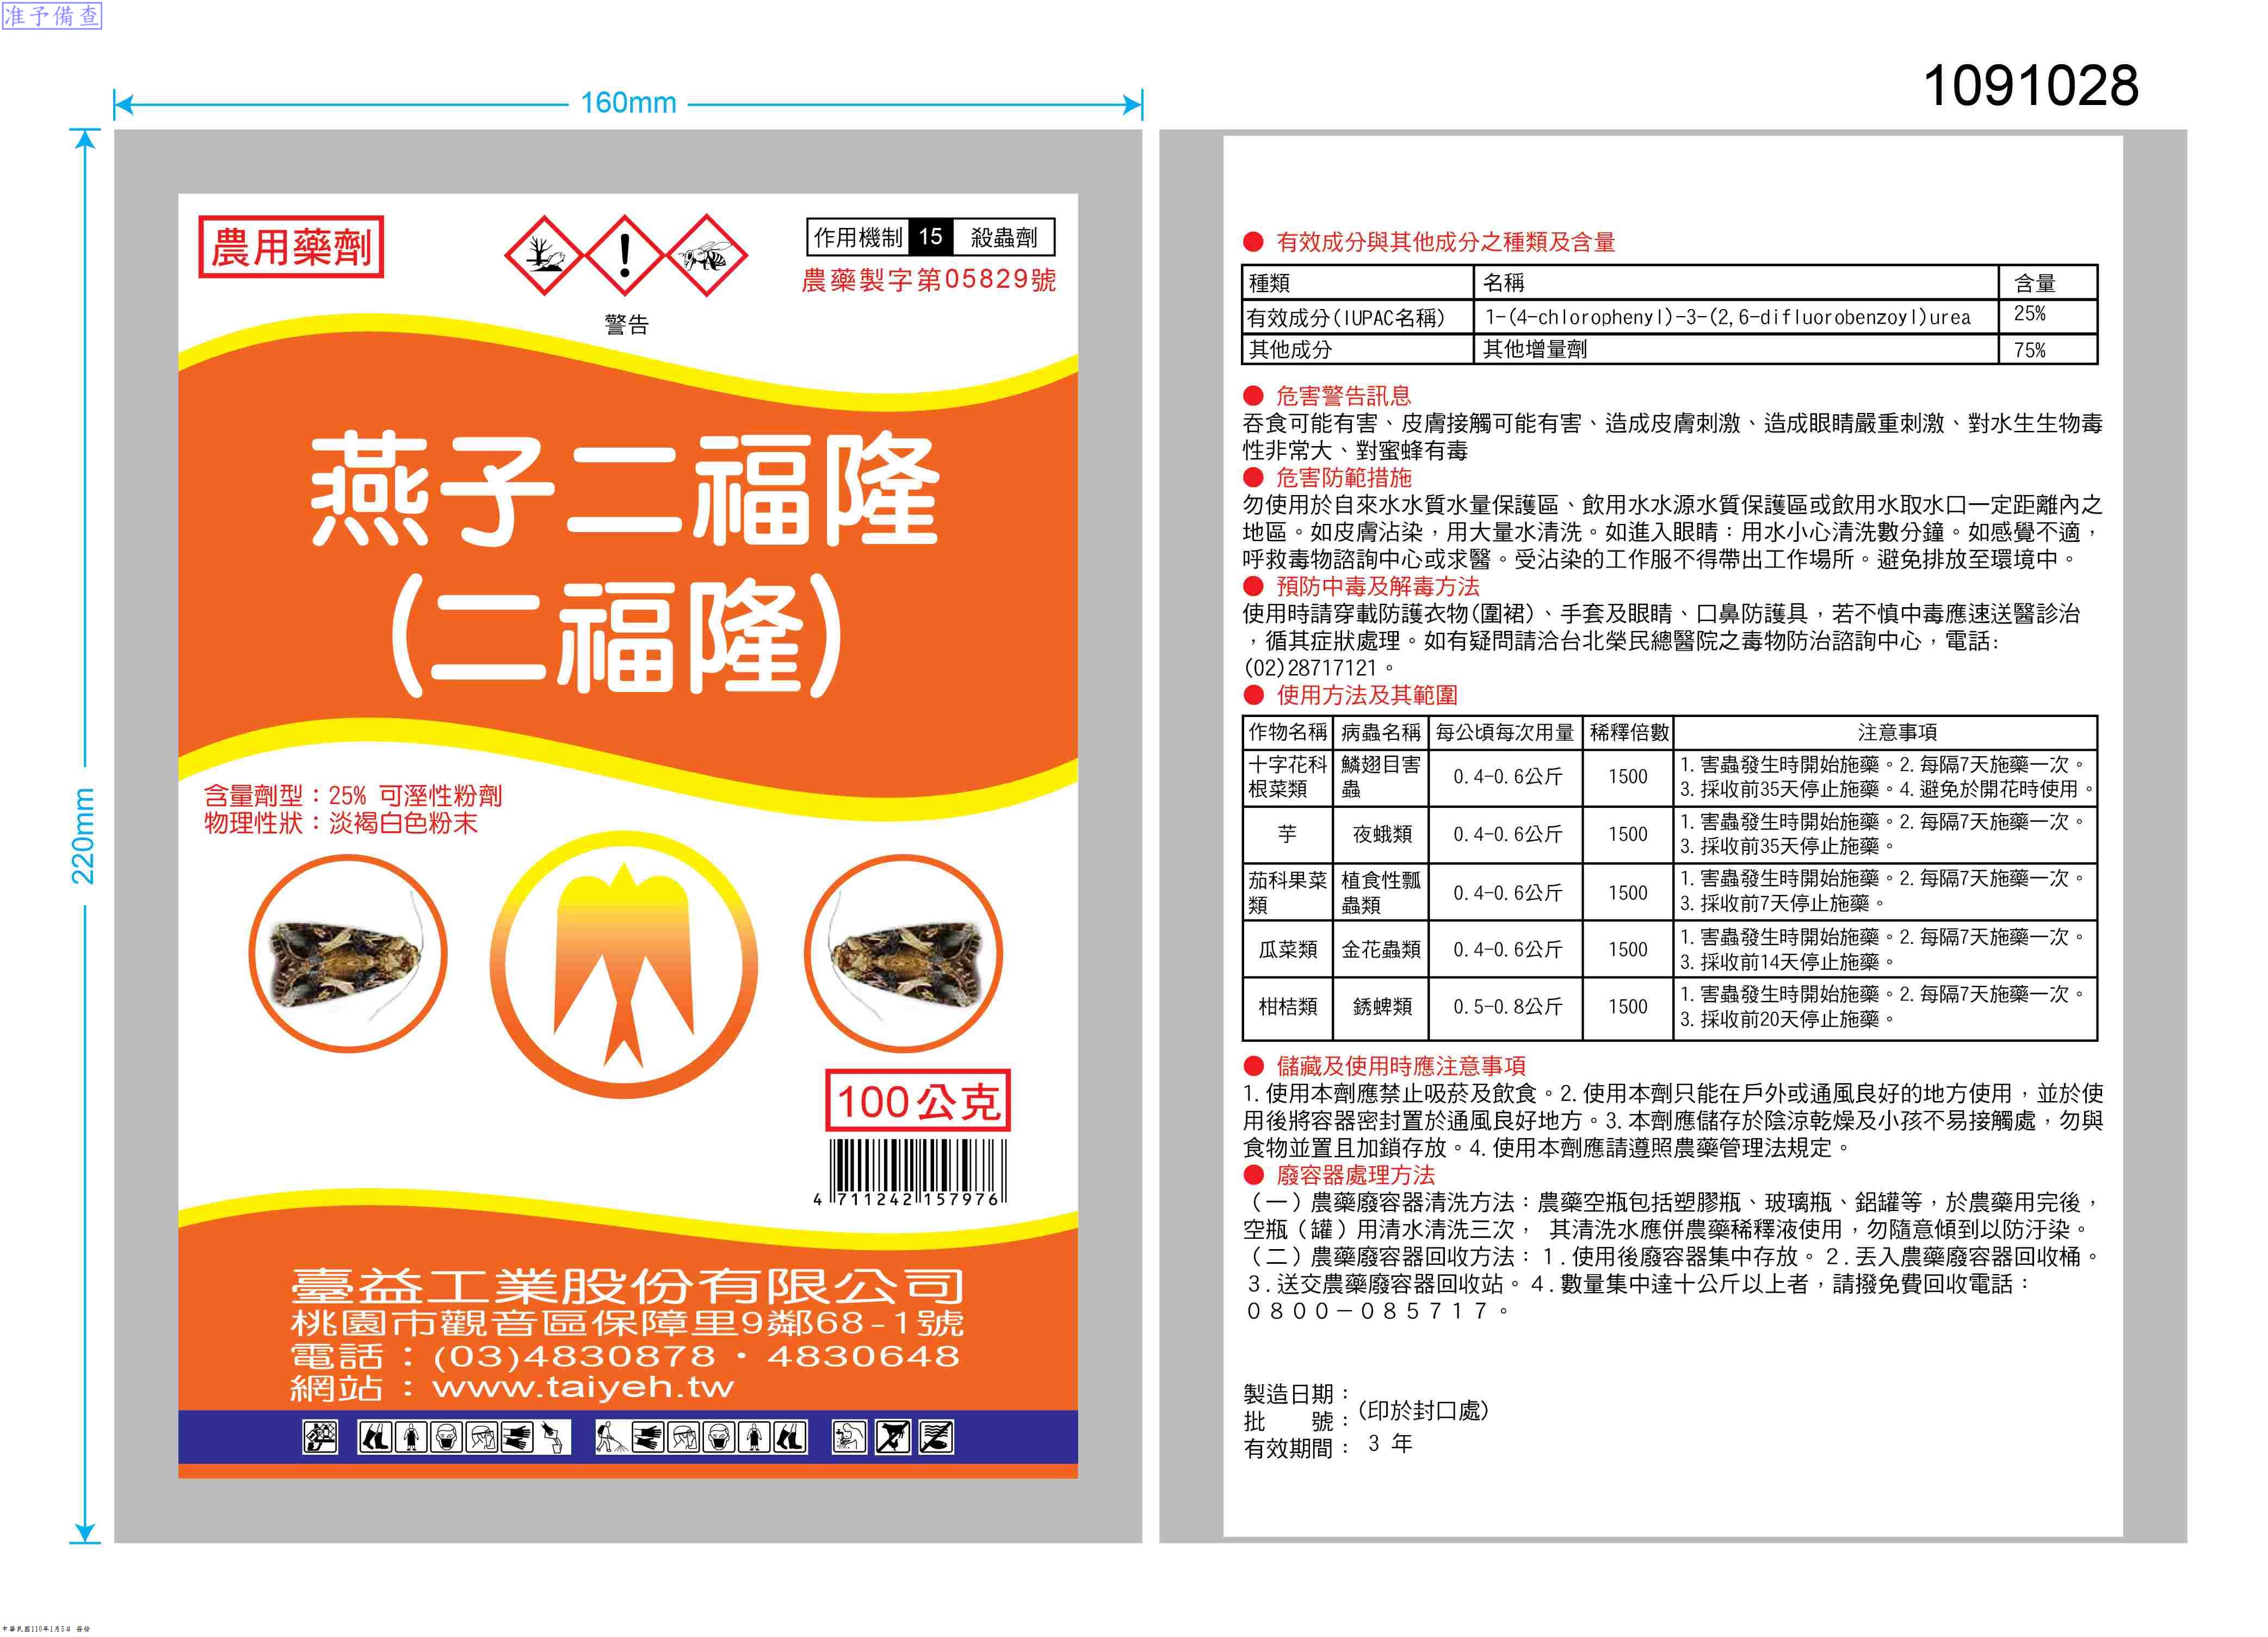 准予備查
1091028
160mm
220mm
農用藥劑
警告
作用機制 15 殺蟲劑
農藥製字第05829號
燕子二福隆
(二福隆)
含量劑型：25% 可溼性粉劑
物理性狀：淡褐白色粉末
100公克
4 711242 157976
臺益工業股份有限公司
桃園市觀音區保障里9鄰68-1號
電話：(03)4830878・4830648
網站：www.taiyeh.tw
● 有效成分與其他成分之種類及含量
種類 名稱 含量
有效成分(IUPAC名稱) 1-(4-chlorophenyl)-3-(2,6-difluorobenzoyl)urea 25%
其他成分 其他增量劑 75%
● 危害警告訊息
吞食可能有害、皮膚接觸可能有害、造成皮膚刺激、造成眼睛嚴重刺激、對水生生物毒
性非常大、對蜜蜂有毒
● 危害防範措施
勿使用於自來水水質水量保護區、飲用水水源水質保護區或飲用水取水口一定距離內之
地區。如皮膚沾染，用大量水清洗。如進入眼睛：用水小心清洗數分鐘。如感覺不適，
呼救毒物諮詢中心或求醫。受沾染的工作服不得帶出工作場所。避免排放至環境中。
● 預防中毒及解毒方法
使用時請穿載防護衣物(圍裙)、手套及眼睛、口鼻防護具，若不慎中毒應速送醫診治
，循其症狀處理。如有疑問請洽台北榮民總醫院之毒物防治諮詢中心，電話:
(02)28717121。
● 使用方法及其範圍
作物名稱 病蟲名稱 每公頃每次用量 稀釋倍數 注意事項
十字花科根菜類 鱗翅目害蟲 0.4-0.6公斤 1500 1.害蟲發生時開始施藥。2.每隔7天施藥一次。
3.採收前35天停止施藥。4.避免於開花時使用。
芋 夜蛾類 0.4-0.6公斤 1500 1.害蟲發生時開始施藥。2.每隔7天施藥一次。
3.採收前35天停止施藥。
茄科果菜類 植食性瓢蟲類 0.4-0.6公斤 1500 1.害蟲發生時開始施藥。2.每隔7天施藥一次。
3.採收前7天停止施藥。
瓜菜類 金花蟲類 0.4-0.6公斤 1500 1.害蟲發生時開始施藥。2.每隔7天施藥一次。
3.採收前14天停止施藥。
柑桔類 銹蜱類 0.5-0.8公斤 1500 1.害蟲發生時開始施藥。2.每隔7天施藥一次。
3.採收前20天停止施藥。
● 儲藏及使用時應注意事項
1.使用本劑應禁止吸菸及飲食。2.使用本劑只能在戶外或通風良好的地方使用，並於使
用後將容器密封置於通風良好地方。3.本劑應儲存於陰涼乾燥及小孩不易接觸處，勿與
食物並置且加鎖存放。4.使用本劑應請遵照農藥管理法規定。
● 廢容器處理方法
（一）農藥廢容器清洗方法：農藥空瓶包括塑膠瓶、玻璃瓶、鋁罐等，於農藥用完後，
空瓶（罐）用清水清洗三次， 其清洗水應併農藥稀釋液使用，勿隨意傾到以防汙染。
（二）農藥廢容器回收方法：１.使用後廢容器集中存放。２.丟入農藥廢容器回收桶。
３.送交農藥廢容器回收站。４.數量集中達十公斤以上者，請撥免費回收電話：
０８００－０８５７１７。
製造日期：
批　　號：(印於封口處)
有效期間： 3 年
中華民國110年1月5日 簽發